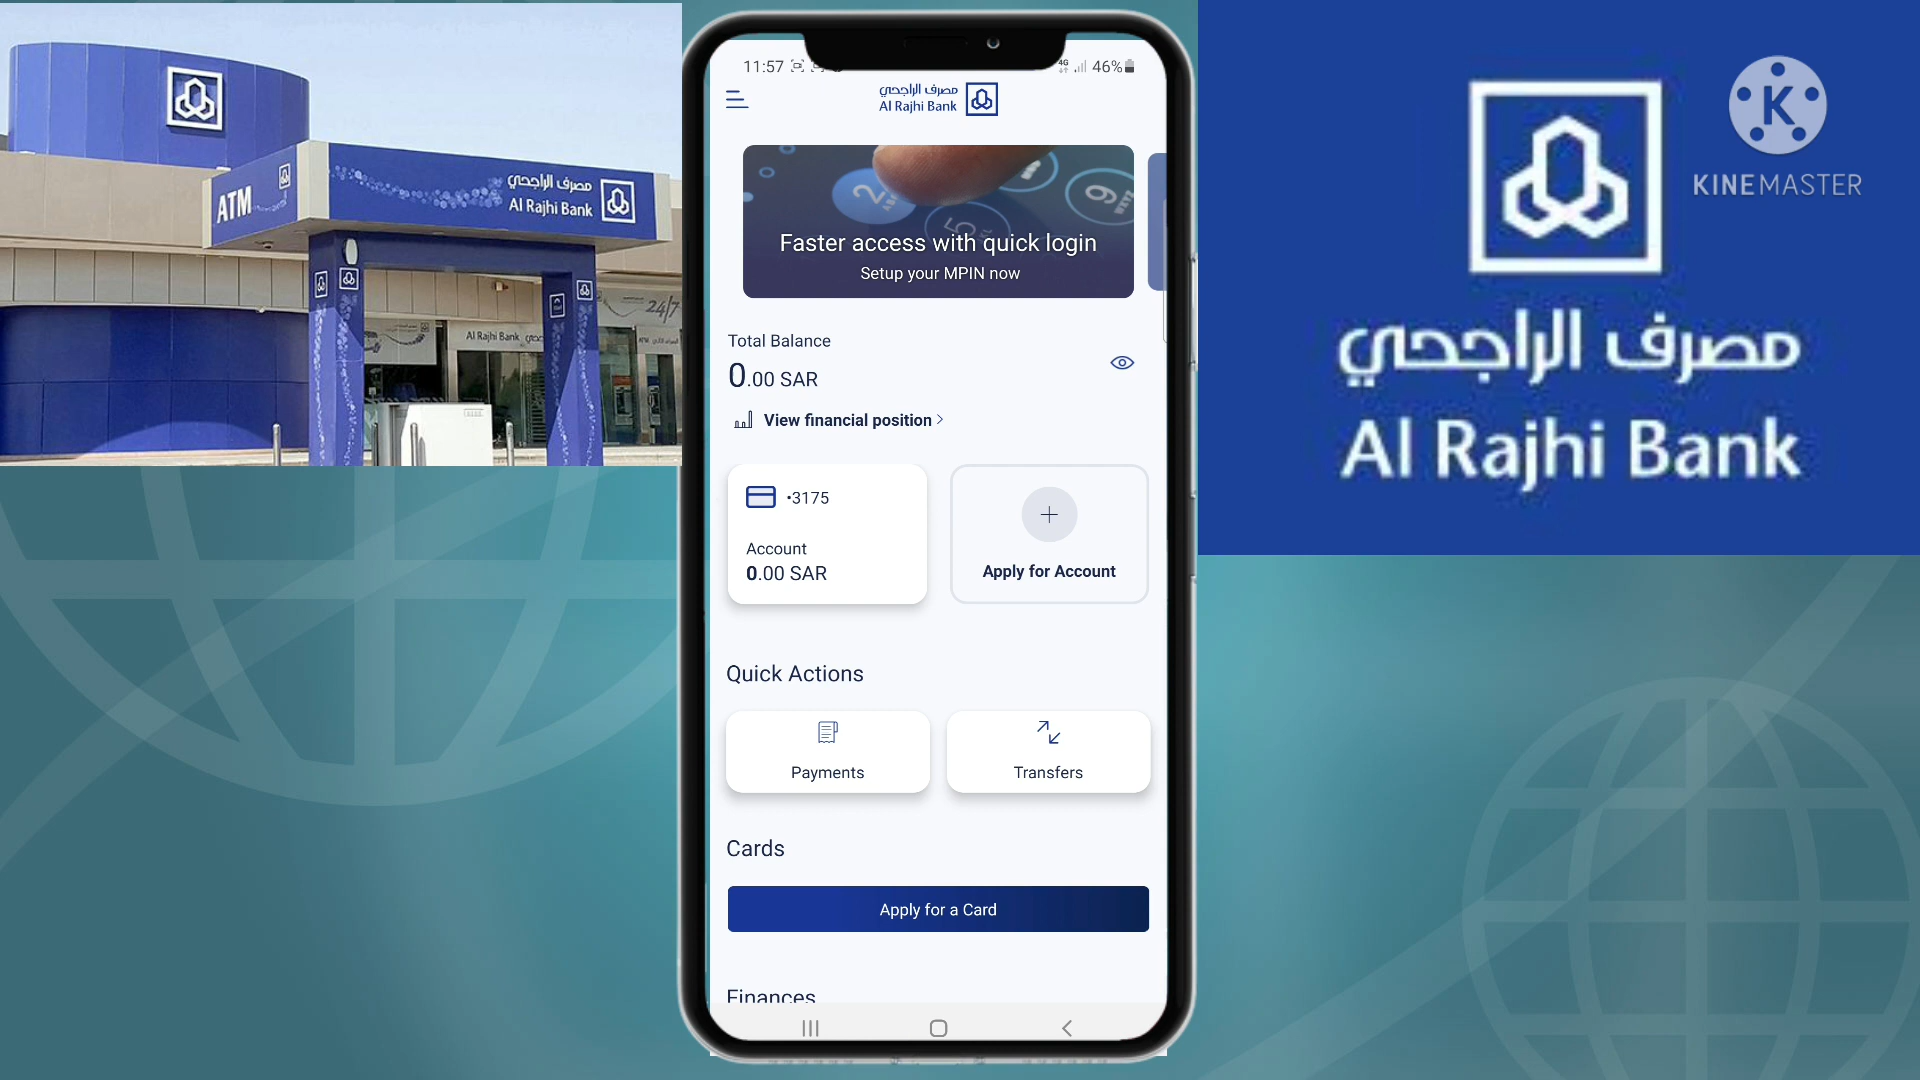 ATM
مصرف الراجحي
Al Rajhi Bank
24/7
Al Rajhi Bank
11:57
4G
46%
مصرف الراجحي
Al Rajhi Bank
Faster access with quick login
Setup your MPIN now
Total Balance
0.00 SAR
View financial position
•3175
Account
0.00 SAR
Apply for Account
Quick Actions
Payments
Transfers
Cards
Apply for a Card
Finances
K
KINEMASTER
مصرف الراجحي
Al Rajhi Bank